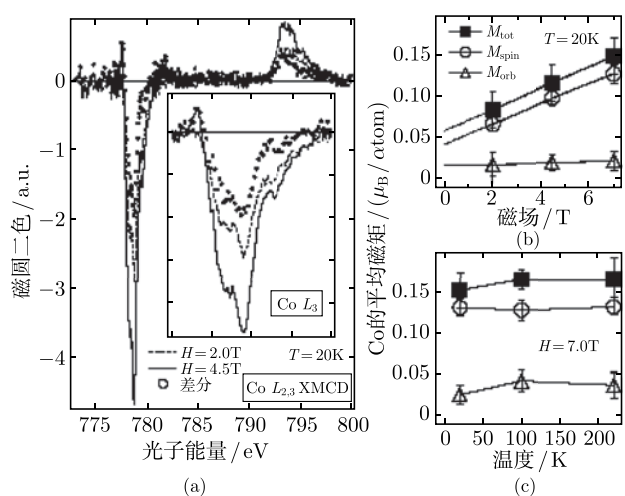 磁圆二色/a.u.
0
−1
−2
−3
−4
775 780 785 790 795 800
光子能量/eV
Co L₃
H=2.0T T=20K
H=4.5T
差分
Co L₂,₃ XMCD
(a)
Co的平均磁矩/(μB/αtom)
Mtot T=20K
Mspin
Morb
0.15
0.10
0.05
0
0 2 4 6
磁场/T
(b)
0.15
0.10
0.05
0
H=7.0T
0 50 100 150 200
温度/K
(c)